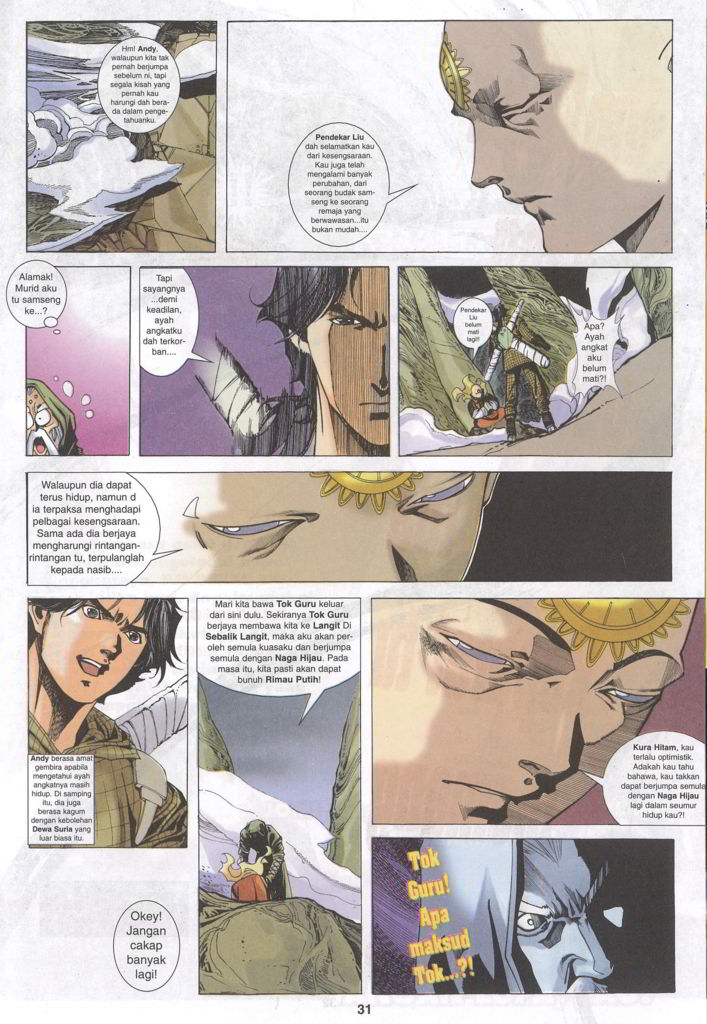 Hm! Andy,
walaupun kita tak
pernah berjumpa
sebelum ni, tapi
segala kisah yang
pernah kau
harungi dah bera-
da dalam penge-
tahuanku.
Pendekar Liu
dah selamatkan kau
dari kesengsaraan.
Kau juga telah
mengalami banyak
perubahan, dari
seorang budak sam-
seng ke seorang
remaja yang
berwawasan...itu
bukan mudah....
Alamak!
Murid aku
tu samseng
ke...?
Tapi
sayangnya
...demi
keadilan,
ayah
angkatku
dah terkor-
ban....
Pendekar
Liu
belum
mati
lagi!!
Apa?
Ayah
angkat
aku
belum
mati?!
Walaupun dia dapat
terus hidup, namun d
ia terpaksa menghadapi
pelbagai kesengsaraan.
Sama ada dia berjaya
mengharungi rintangan-
rintangan tu, terpulanglah
kepada nasib....
Andy berasa amat
gembira apabila
mengetahui ayah
angkatnya masih
hidup. Di samping
itu, dia juga
berasa kagum
dengan kebolehan
Dewa Suria yang
luar biasa itu.
Mari kita bawa Tok Guru keluar
dari sini dulu. Sekiranya Tok Guru
berjaya membawa kita ke Langit Di
Sebalik Langit, maka aku akan per-
oleh semula kuasaku dan berjumpa
semula dengan Naga Hijau. Pada
masa itu, kita pasti akan dapat
bunuh Rimau Putih!
Kura Hitam, kau
terlalu optimistik.
Adakah kau tahu
bahawa, kau takkan
dapat berjumpa semula
dengan Naga Hijau
lagi dalam seumur
hidup kau?!
Tok
Guru!
Apa
maksud
Tok...?!
Okey!
Jangan
cakap
banyak
lagi!
31